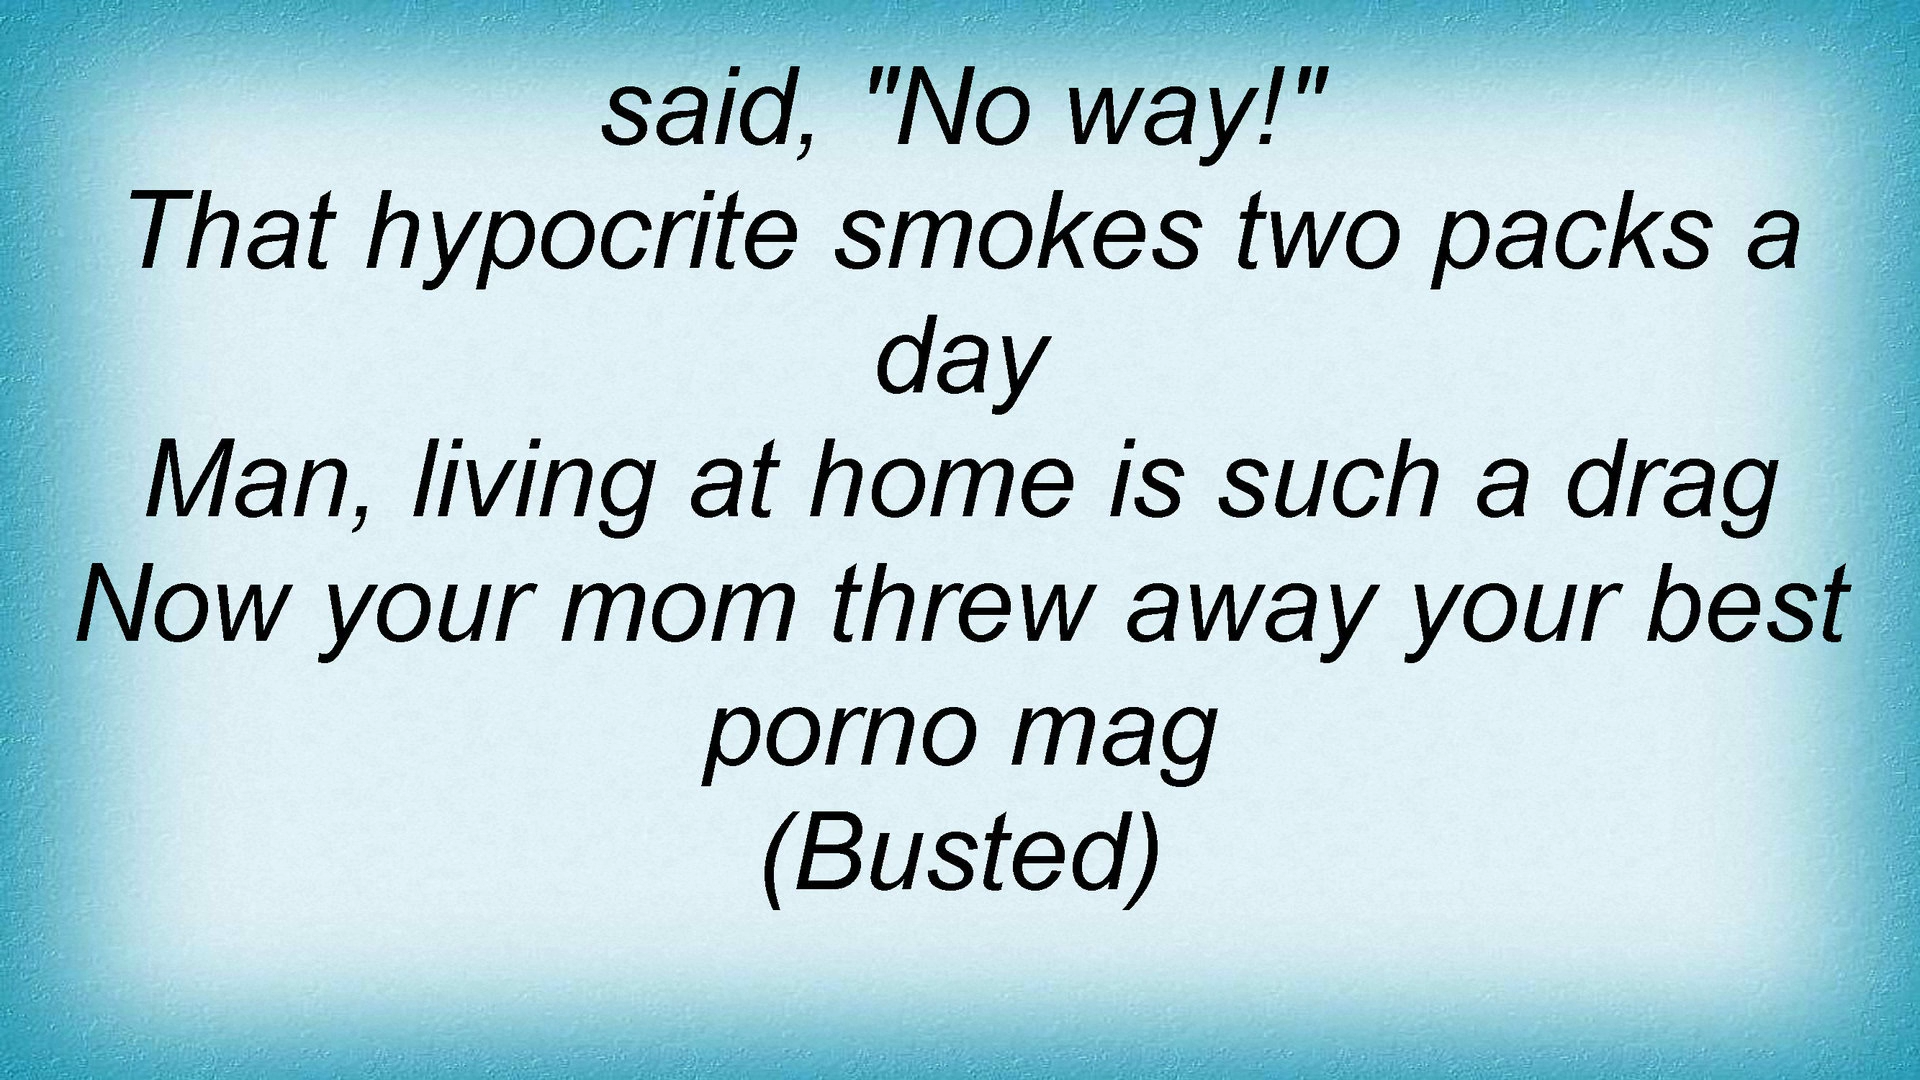 said, "No way!"
That hypocrite smokes two packs a
day
Man, living at home is such a drag
Now your mom threw away your best
porno mag
(Busted)